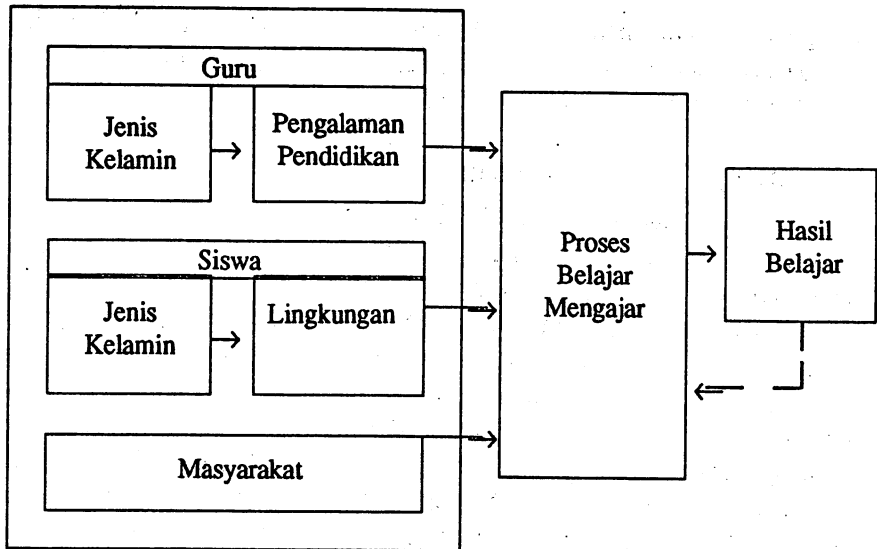 Guru
Jenis
Kelamin
Pengalaman
Pendidikan
Siswa
Jenis
Kelamin
Lingkungan
Masyarakat
Proses
Belajar
Mengajar
Hasil
Belajar